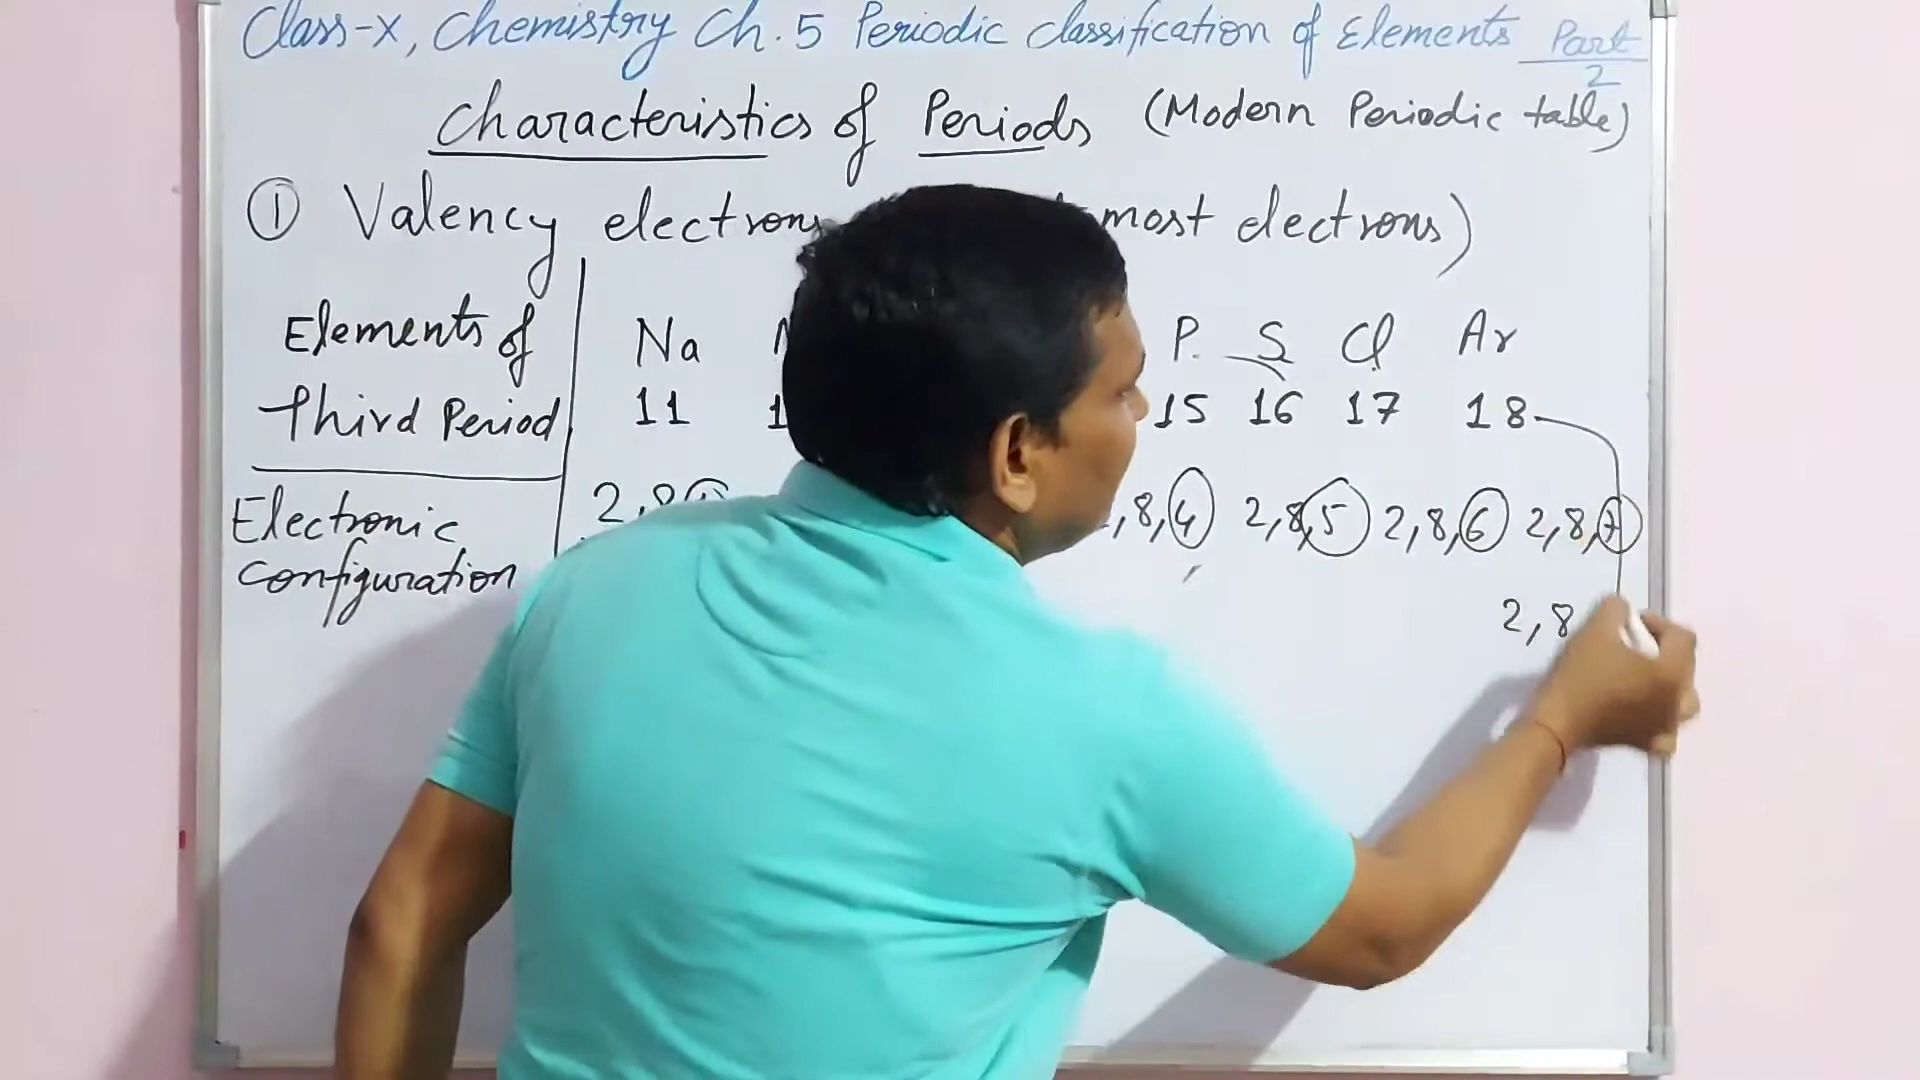 Class-X, Chemistry Ch. 5 Periodic classification of Elements Part 2
Characteristics of Periods (Modern Periodic table)
① Valency electrons most electrons)
Elements of Na P. S Cl Ar
third Period 11 1 15 16 17 18
Electronic 2,8 ,8,4 2,8,5 2,8,6 2,8,7
configuration 2,8